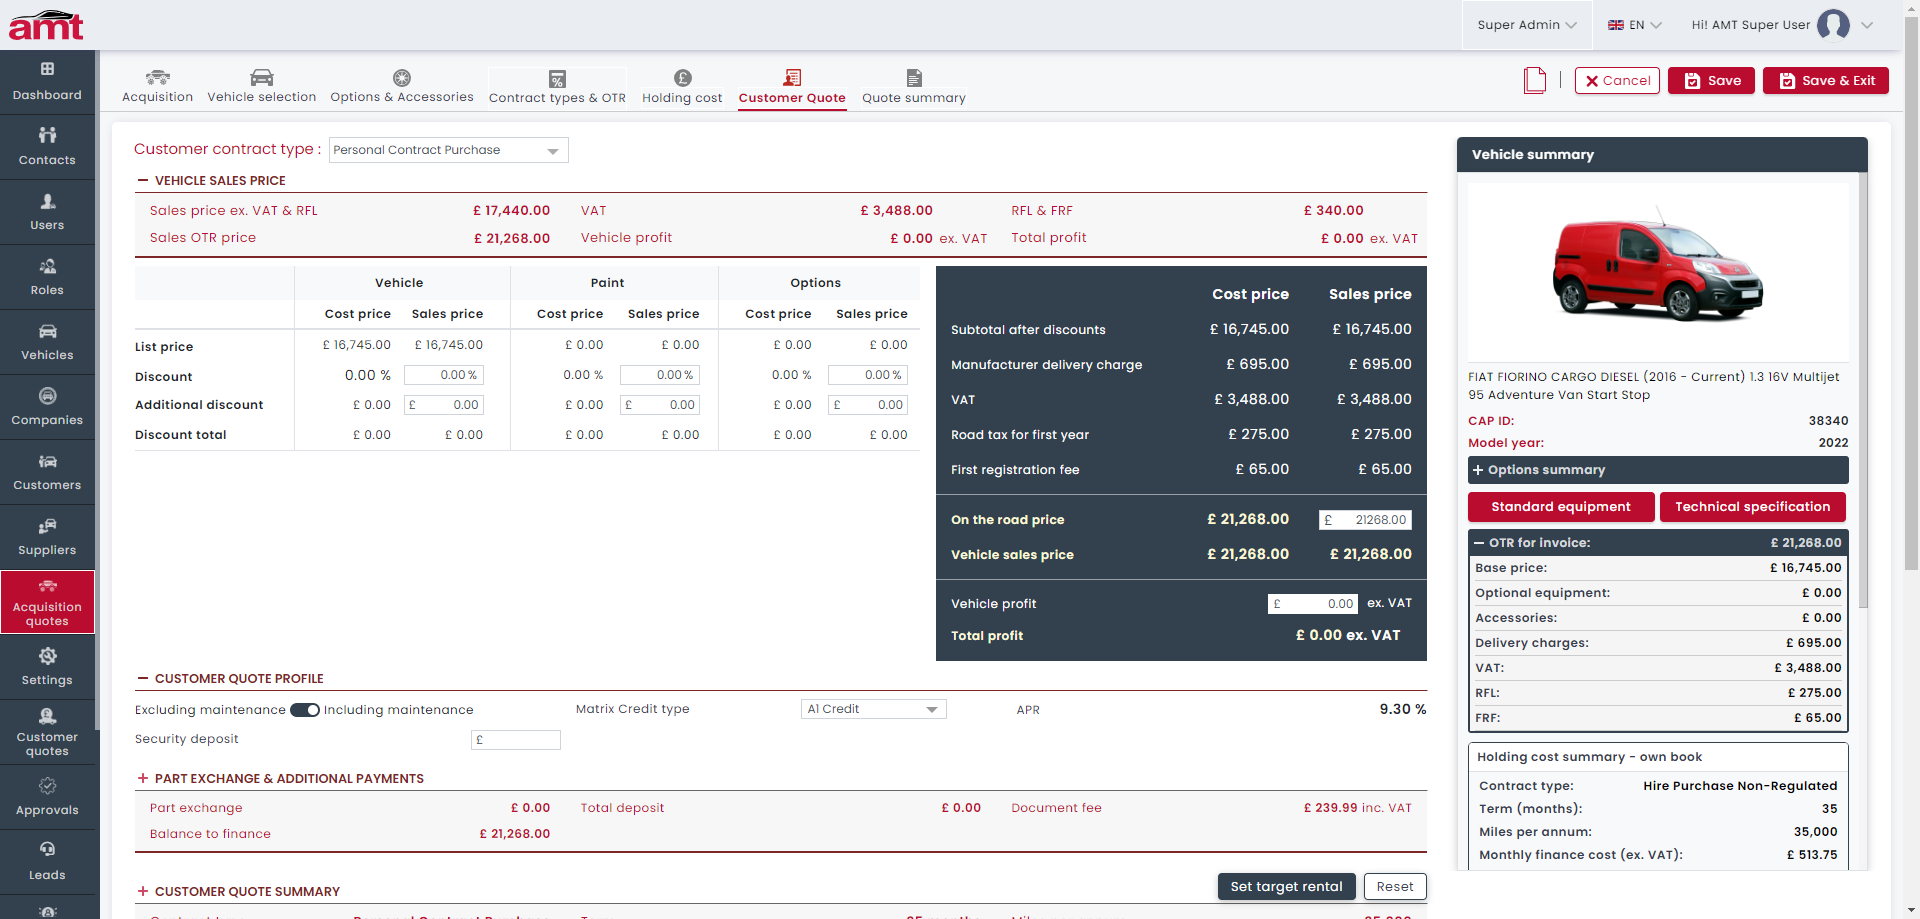 amt
Super Admin
EN
Hi! AMT Super User
Dashboard
Contacts
Users
Roles
Vehicles
Companies
Customers
Suppliers
Acquisition
quotes
Settings
Customer
quotes
Approvals
Leads
Acquisition
Vehicle selection
Options & Accessories
Contract types & OTR
Holding cost
Customer Quote
Quote summary
Cancel
Save
Save & Exit
Customer contract type : Personal Contract Purchase
VEHICLE SALES PRICE
Sales price ex. VAT & RFL £ 17,440.00 VAT £ 3,488.00 RFL & FRF £ 340.00
Sales OTR price £ 21,268.00 Vehicle profit £ 0.00 ex. VAT Total profit £ 0.00 ex. VAT
Vehicle Paint Options
Cost price Sales price Cost price Sales price Cost price Sales price
List price £ 16,745.00 £ 16,745.00 £ 0.00 £ 0.00 £ 0.00 £ 0.00
Discount 0.00 % 0.00 % 0.00 % 0.00 % 0.00 % 0.00 %
Additional discount £ 0.00 £ 0.00 £ 0.00 £ 0.00 £ 0.00 £ 0.00
Discount total £ 0.00 £ 0.00 £ 0.00 £ 0.00 £ 0.00 £ 0.00
Cost price Sales price
Subtotal after discounts £ 16,745.00 £ 16,745.00
Manufacturer delivery charge £ 695.00 £ 695.00
VAT £ 3,488.00 £ 3,488.00
Road tax for first year £ 275.00 £ 275.00
First registration fee £ 65.00 £ 65.00
On the road price £ 21,268.00 £ 21268.00
Vehicle sales price £ 21,268.00 £ 21,268.00
Vehicle profit £ 0.00 ex. VAT
Total profit £ 0.00 ex. VAT
CUSTOMER QUOTE PROFILE
Excluding maintenance Including maintenance Matrix Credit type A1 Credit APR 9.30 %
Security deposit £
PART EXCHANGE & ADDITIONAL PAYMENTS
Part exchange £ 0.00 Total deposit £ 0.00 Document fee £ 239.99 inc. VAT
Balance to finance £ 21,268.00
CUSTOMER QUOTE SUMMARY Set target rental Reset
Vehicle summary
FIAT FIORINO CARGO DIESEL (2016 - Current) 1.3 16V Multijet
95 Adventure Van Start Stop
CAP ID: 38340
Model year: 2022
Options summary
Standard equipment Technical specification
OTR for invoice: £ 21,268.00
Base price: £ 16,745.00
Optional equipment: £ 0.00
Accessories: £ 0.00
Delivery charges: £ 695.00
VAT: £ 3,488.00
RFL: £ 275.00
FRF: £ 65.00
Holding cost summary - own book
Contract type: Hire Purchase Non-Regulated
Term (months): 35
Miles per annum: 35,000
Monthly finance cost (ex. VAT): £ 513.75